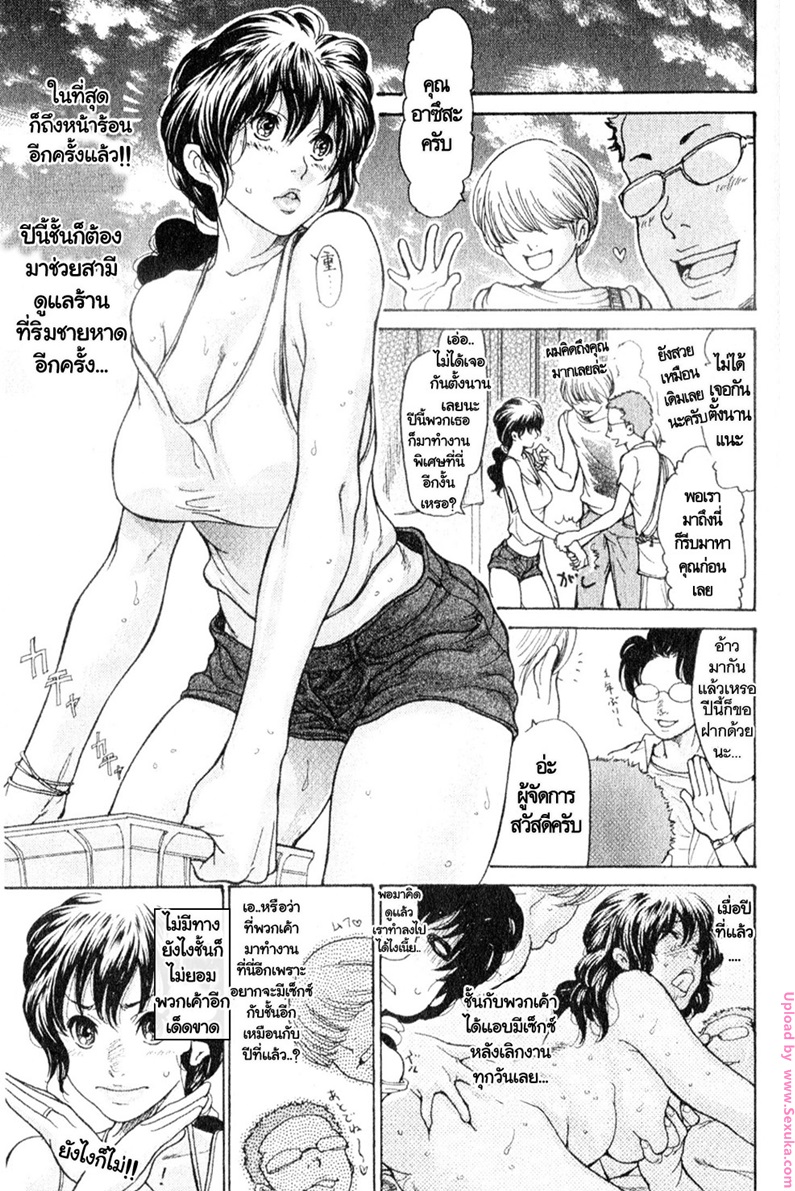 คุณ
อาซึสะ
ครับ
ในที่สุด
ก็ถึงหน้าร้อน
อีกครั้งแล้ว!!
ปีนี้ชั้นก็ต้อง
มาช่วยสามี
ดูแลร้าน
ที่ริมชายหาด
อีกครั้ง...
重...
ไม่ได้
เจอกัน
ตั้งนาน
แนะ
ยังสวย
เหมือน
เดิมเลย
นะครับ
ผมคิดถึงคุณ
มากเลยล่ะ
เอ่อ..
ไม่ได้เจอ
กันตั้งนาน
เลยนะ
ปีนี้พวกเธอ
ก็มาทำงาน
พิเศษที่นี่
อีกงั้น
เหรอ?
พอเรา
มาถึงนี่
ก็รีบมาหา
คุณก่อน
เลย
がし
อ้าว
มากัน
แล้วเหรอ
ปีนี้ก็ขอ
ฝากด้วย
นะ...
1年ぶりー
อ่ะ
ผู้จัดการ
สวัสดีครับ
カチャ
ガチャ
เมื่อปี
ที่แล้ว
....
ชั้นกับพวกเค้า
ได้แอบมีเซ็กซ์
หลังเลิกงาน
ทุกวันเลย...
พอมาคิด
ดูแล้ว
เราทำลงไป
ได้ไงเนี้ย..
เอ..หรือว่า
ที่พวกเค้า
มาทำงาน
ที่นี่อีกเพราะ
อยากจะมีเซ็กซ์
กับชั้นอีก
เหมือนกับ
ปีที่แล้ว..?
ไม่มีทาง
ยังไงชั้นก็
ไม่ยอม
พวกเค้าอีก
เด็ดขาด
ยังไงก็ไม่!!
Upload by www.Sexuka.com